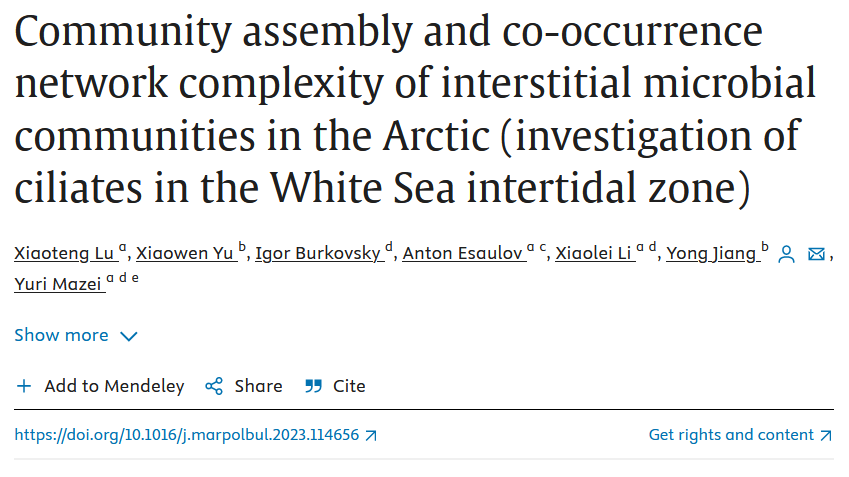 Community assembly and co-occurrence
network complexity of interstitial microbial
communities in the Arctic (investigation of
ciliates in the White Sea intertidal zone)
Xiaoteng Lu a, Xiaowen Yu b, Igor Burkovsky d, Anton Esaulov a c, Xiaolei Li a d, Yong Jiang b ,
Yuri Mazei a d e
Show more
Add to Mendeley Share Cite
https://doi.org/10.1016/j.marpolbul.2023.114656 Get rights and content